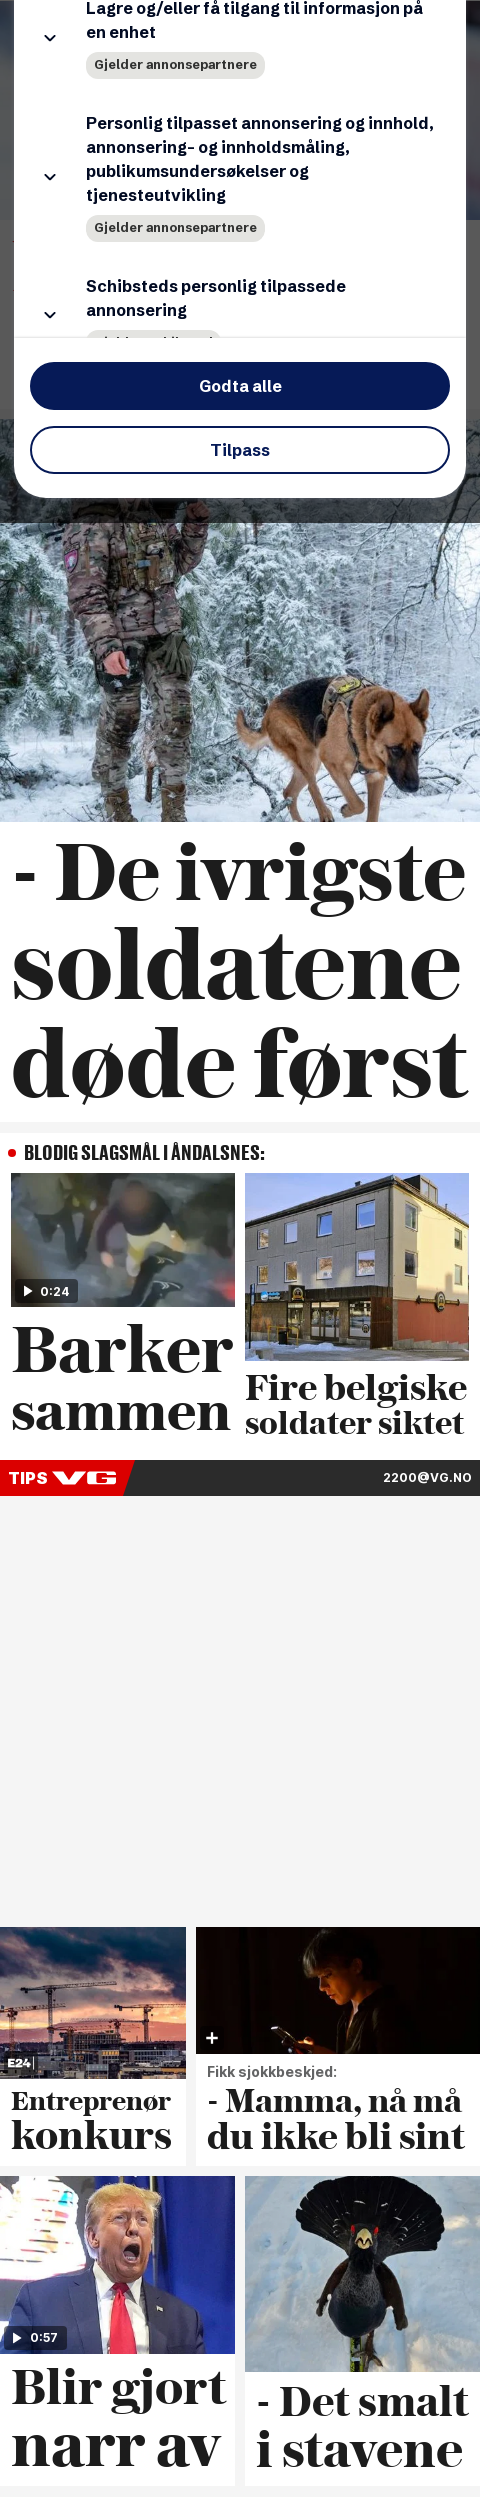 Lagre og/eller få tilgang til informasjon på
en enhet
Gjelder annonsepartnere
Personlig tilpasset annonsering og innhold,
annonsering- og innholdsmåling,
publikumsundersøkelser og
tjenesteutvikling
Gjelder annonsepartnere
Schibsteds personlig tilpassede
annonsering
Godta alle
Tilpass
- De ivrigste
soldatene
døde først
BLODIG SLAGSMÅL I ÅNDALSNES:
0:24
Barker
sammen
Fire belgiske
soldater siktet
TIPS VG
2200@VG.NO
E24
Entreprenør
konkurs
Fikk sjokkbeskjed:
- Mamma, nå må
du ikke bli sint
0:57
Blir gjort
narr av
- Det smalt
i stavene